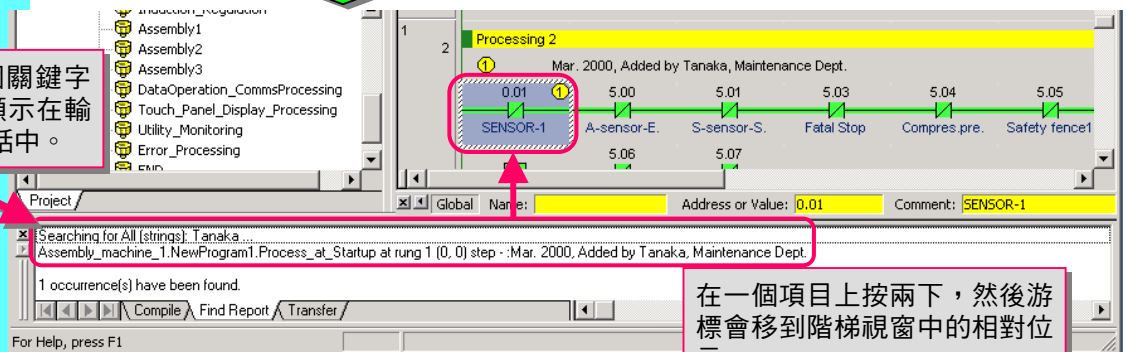 Induction_Regulation
Assembly1
Assembly2
Assembly3
DataOperation_CommsProcessing
Touch_Panel_Display_Processing
Utility_Monitoring
Error_Processing
END
Project
關鍵字
顯示在輸
話中。
1
2
Processing 2
1 Mar. 2000, Added by Tanaka, Maintenance Dept.
0.01 1 5.00 5.01 5.03 5.04 5.05
SENSOR-1 A-sensor-E. S-sensor-S. Fatal Stop Compres.pre. Safety fence1
5.06 5.07
Global Name: Address or Value: 0.01 Comment: SENSOR-1
Searching for All (strings): Tanaka ...
Assembly_machine_1.NewProgram1.Process_at_Startup at rung 1 (0, 0) step - :Mar. 2000, Added by Tanaka, Maintenance Dept.
1 occurrence(s) have been found.
Compile Find Report Transfer
在一個項目上按兩下，然後游
標會移到階梯視窗中的相對位
For Help, press F1